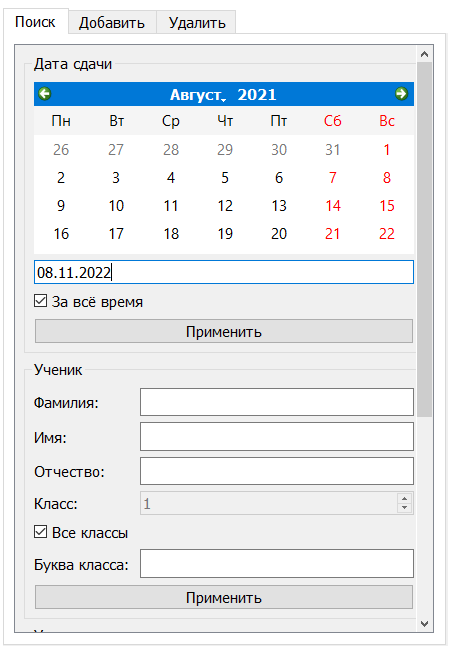 Поиск Добавить Удалить
Дата сдачи
Август, 2021
Пн Вт Ср Чт Пт Сб Вс
26 27 28 29 30 31 1
2 3 4 5 6 7 8
9 10 11 12 13 14 15
16 17 18 19 20 21 22
08.11.2022
За всё время
Применить
Ученик
Фамилия:
Имя:
Отчество:
Класс: 1
Все классы
Буква класса:
Применить